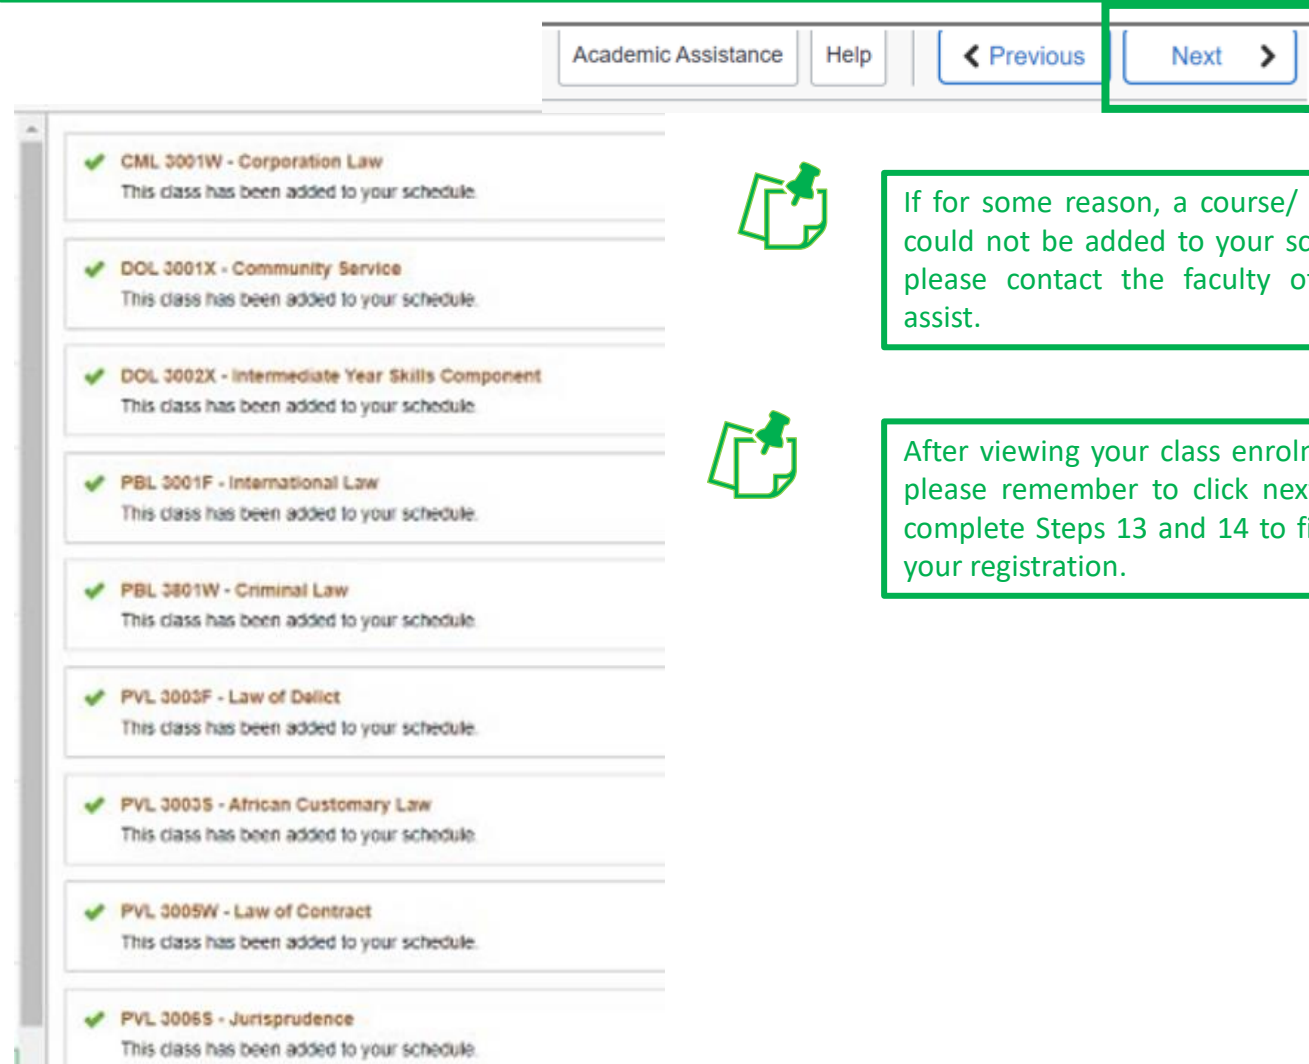 Academic Assistance Help Previous Next
CML 3001W - Corporation Law
This class has been added to your schedule.
DOL 3001X - Community Service
This class has been added to your schedule.
DOL 3002X - Intermediate Year Skills Component
This class has been added to your schedule.
PBL 3001F - International Law
This class has been added to your schedule.
PBL 3801W - Criminal Law
This class has been added to your schedule.
PVL 3003F - Law of Delict
This class has been added to your schedule.
PVL 3003S - African Customary Law
This class has been added to your schedule.
PVL 3005W - Law of Contract
This class has been added to your schedule.
PVL 3006S - Jurisprudence
This class has been added to your schedule.
If for some reason, a course/
could not be added to your sc
please contact the faculty of
assist.
After viewing your class enrolm
please remember to click nex
complete Steps 13 and 14 to fi
your registration.